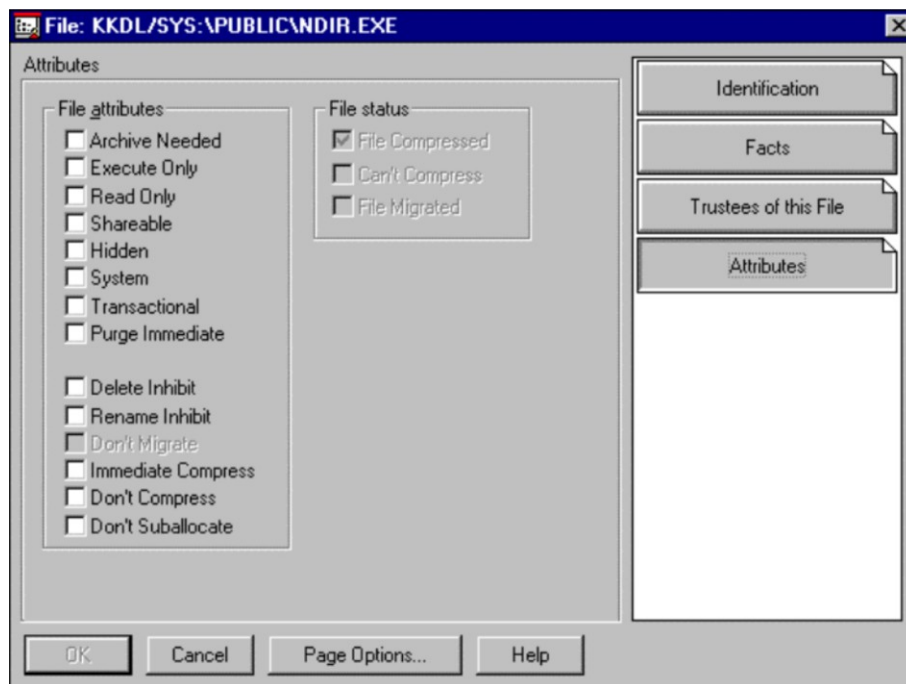 File: KKDL/SYS:\PUBLIC\NDIR.EXE
Attributes
File attributes
Archive Needed
Execute Only
Read Only
Shareable
Hidden
System
Transactional
Purge Immediate
Delete Inhibit
Rename Inhibit
Don't Migrate
Immediate Compress
Don't Compress
Don't Suballocate
File status
File Compressed
Can't Compress
File Migrated
Identification
Facts
Trustees of this File
Attributes
OK
Cancel
Page Options...
Help